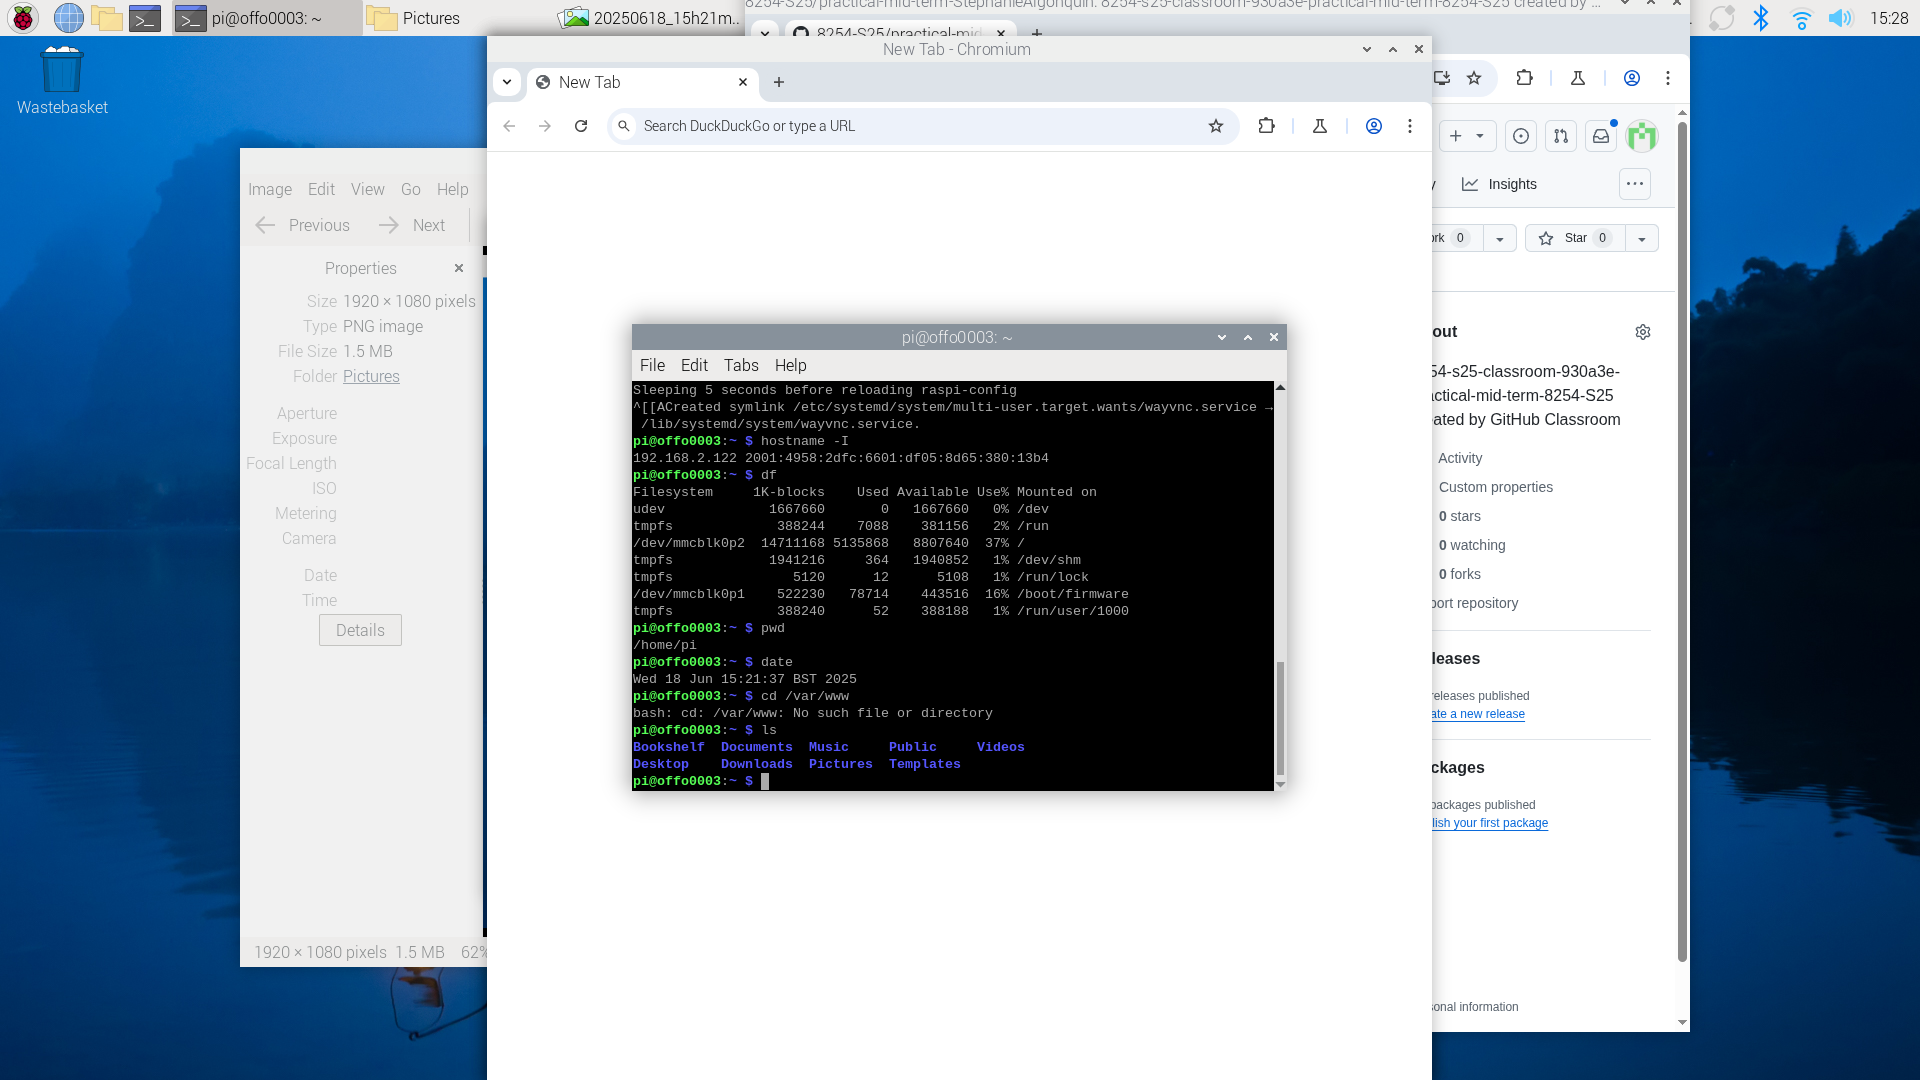 pi@offo0003: ~
Pictures
20250618_15h21m..
8254-S25/practical-mid-term-StephanieAlgonquin: 8254-s25-classroom-930a3e-practical-mid-term-8254-S25 created by ...
15:28
8254-S25/practical-mid
Wastebasket
New Tab - Chromium
New Tab
Search DuckDuckGo or type a URL
Image Edit View Go Help
Previous Next
Properties
Size 1920 × 1080 pixels
Type PNG image
File Size 1.5 MB
Folder Pictures
Aperture
Exposure
Focal Length
ISO
Metering
Camera
Date
Time
Details
1920 × 1080 pixels 1.5 MB 62%
pi@offo0003: ~
File Edit Tabs Help
Sleeping 5 seconds before reloading raspi-config
^[[ACreated symlink /etc/systemd/system/multi-user.target.wants/wayvnc.service →
/lib/systemd/system/wayvnc.service.
pi@offo0003:~ $ hostname -I
192.168.2.122 2001:4958:2dfc:6601:df05:8d65:380:13b4
pi@offo0003:~ $ df
Filesystem     1K-blocks    Used Available Use% Mounted on
udev             1667660       0   1667660   0% /dev
tmpfs             388244    7088    381156   2% /run
/dev/mmcblk0p2  14711168 5135868   8807640  37% /
tmpfs            1941216     364   1940852   1% /dev/shm
tmpfs               5120      12      5108   1% /run/lock
/dev/mmcblk0p1    522230   78714    443516  16% /boot/firmware
tmpfs             388240      52    388188   1% /run/user/1000
pi@offo0003:~ $ pwd
/home/pi
pi@offo0003:~ $ date
Wed 18 Jun 15:21:37 BST 2025
pi@offo0003:~ $ cd /var/www
bash: cd: /var/www: No such file or directory
pi@offo0003:~ $ ls
Bookshelf  Documents  Music     Public     Videos
Desktop    Downloads  Pictures  Templates
pi@offo0003:~ $
Insights
ork 0
Star 0
out
54-s25-classroom-930a3e-
actical-mid-term-8254-S25
eated by GitHub Classroom
Activity
Custom properties
0 stars
0 watching
0 forks
port repository
leases
releases published
ate a new release
ckages
packages published
lish your first package
sonal information